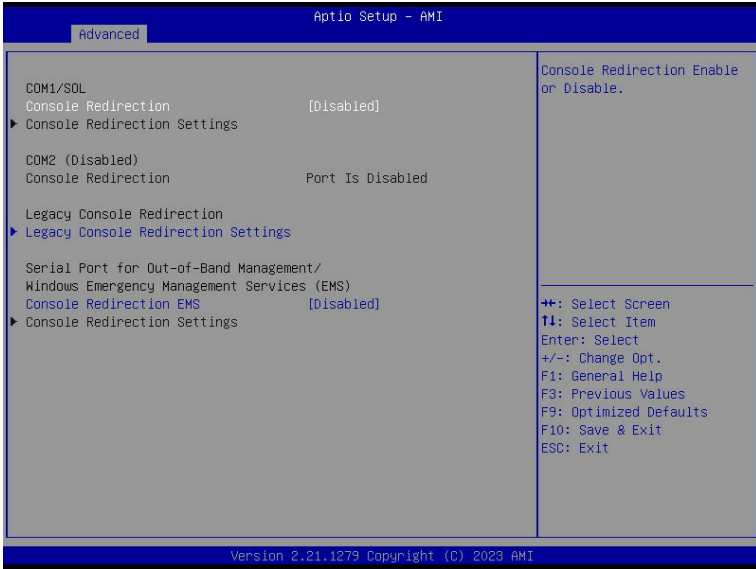 Aptio Setup – AMI
Advanced
COM1/SOL
Console Redirection [Disabled]
Console Redirection Settings
COM2 (Disabled)
Console Redirection Port Is Disabled
Legacy Console Redirection
Legacy Console Redirection Settings
Serial Port for Out-of-Band Management/
Windows Emergency Management Services (EMS)
Console Redirection EMS [Disabled]
Console Redirection Settings
Console Redirection Enable
or Disable.
→←: Select Screen
↑↓: Select Item
Enter: Select
+/-: Change Opt.
F1: General Help
F3: Previous Values
F9: Optimized Defaults
F10: Save & Exit
ESC: Exit
Version 2.21.1279 Copyright (C) 2023 AMI